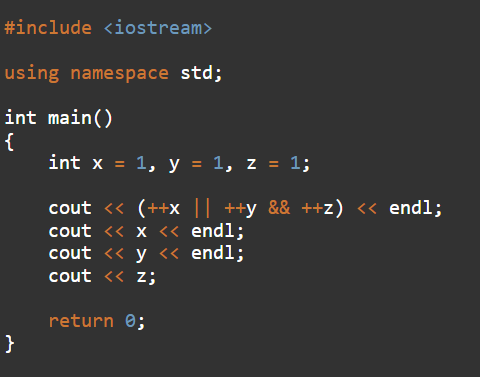 #include <iostream>
using namespace std;
int main()
{
int x = 1, y = 1, z = 1;
cout << (++x || ++y && ++z) << endl;
cout << x << endl;
cout << y << endl;
cout << z;
return 0;
}